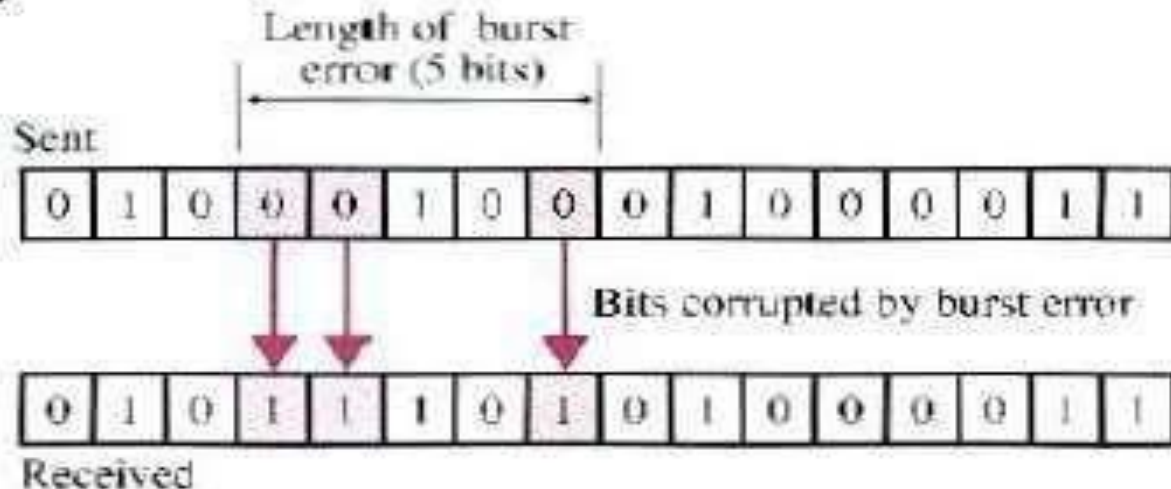 Length of burst
error (5 bits)
Sent
0 1 0 0 0 1 0 0 0 1 0 0 0 0 1 1
Bits corrupted by burst error
0 1 0 1 1 1 0 1 0 1 0 0 0 0 1 1
Received